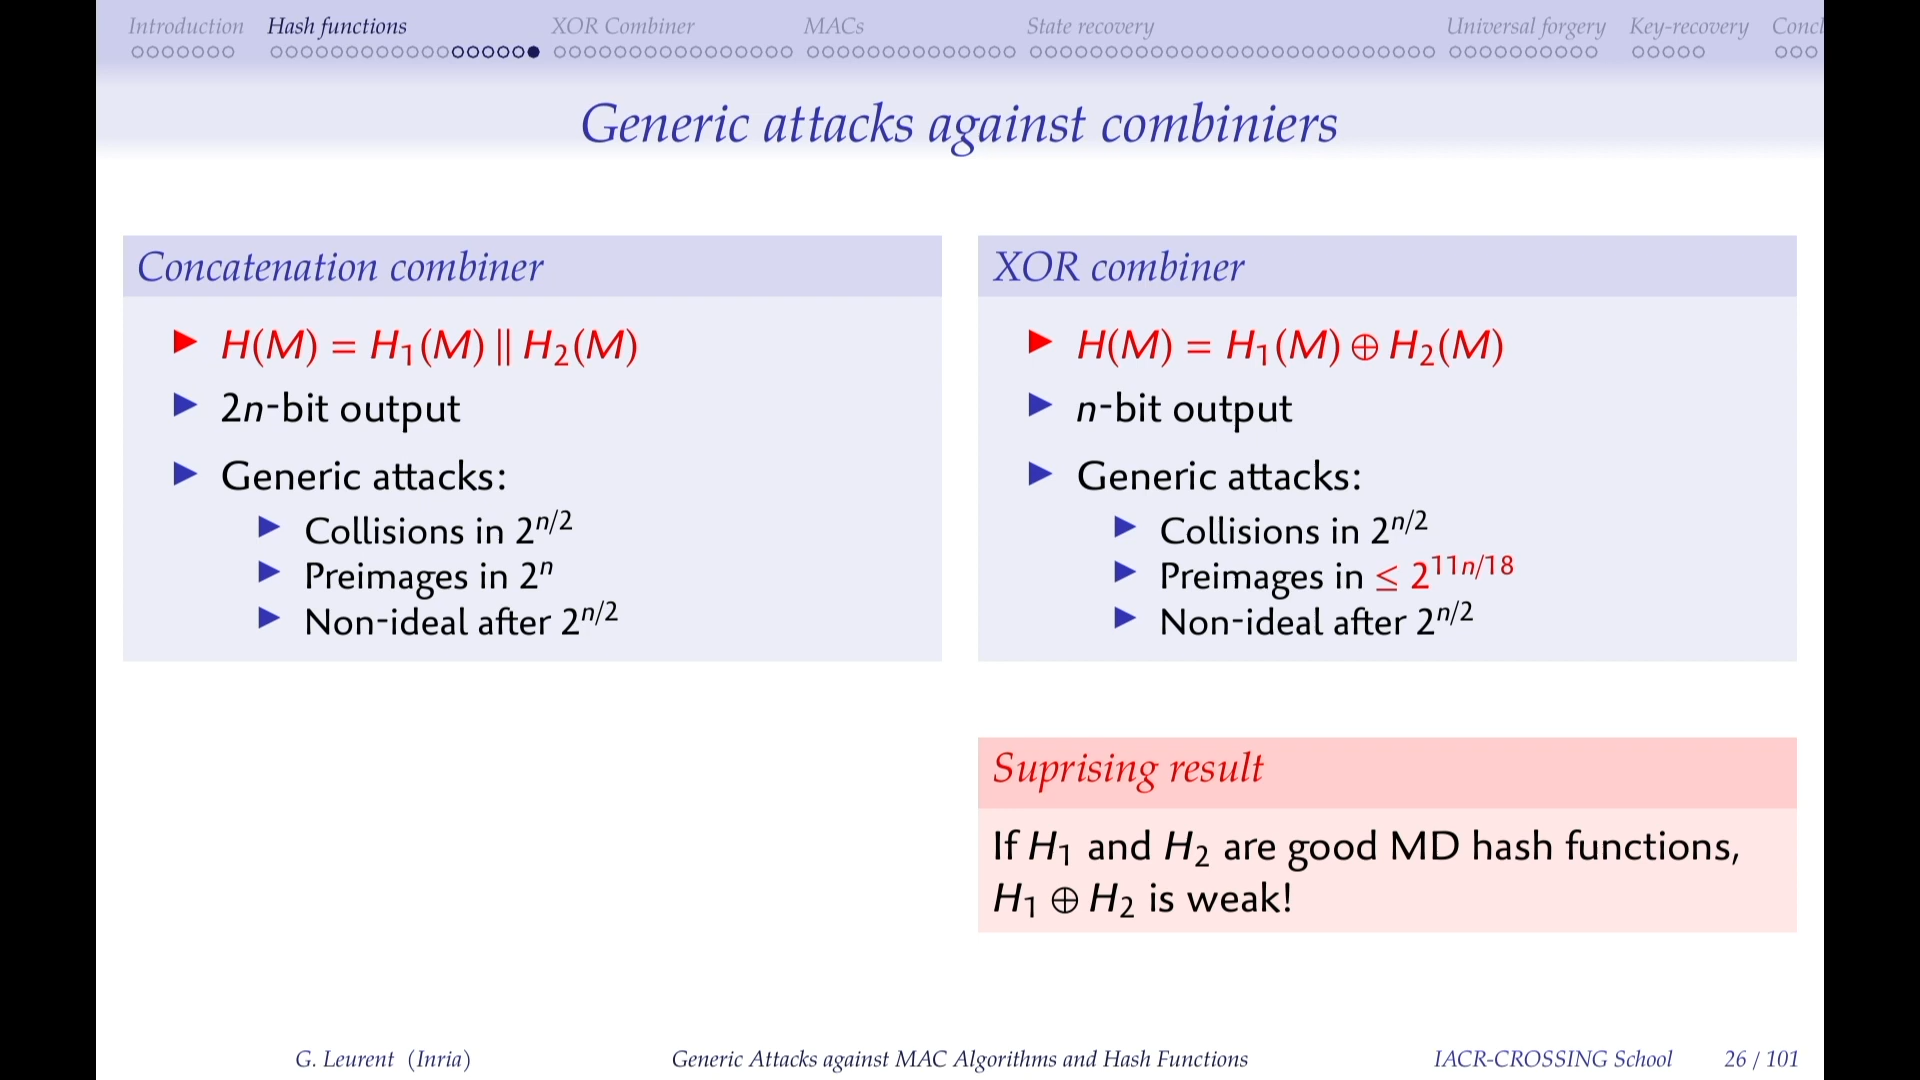 Introduction Hash functions XOR Combiner MACs State recovery Universal forgery Key-recovery Concl
Generic attacks against combiniers
Concatenation combiner
H(M) = H₁(M) || H₂(M)
2n-bit output
Generic attacks:
Collisions in 2^{n/2}
Preimages in 2^n
Non-ideal after 2^{n/2}
XOR combiner
H(M) = H₁(M) ⊕ H₂(M)
n-bit output
Generic attacks:
Collisions in 2^{n/2}
Preimages in ≤ 2^{11n/18}
Non-ideal after 2^{n/2}
Suprising result
If H₁ and H₂ are good MD hash functions,
H₁ ⊕ H₂ is weak!
G. Leurent (Inria) Generic Attacks against MAC Algorithms and Hash Functions IACR-CROSSING School 26 / 101